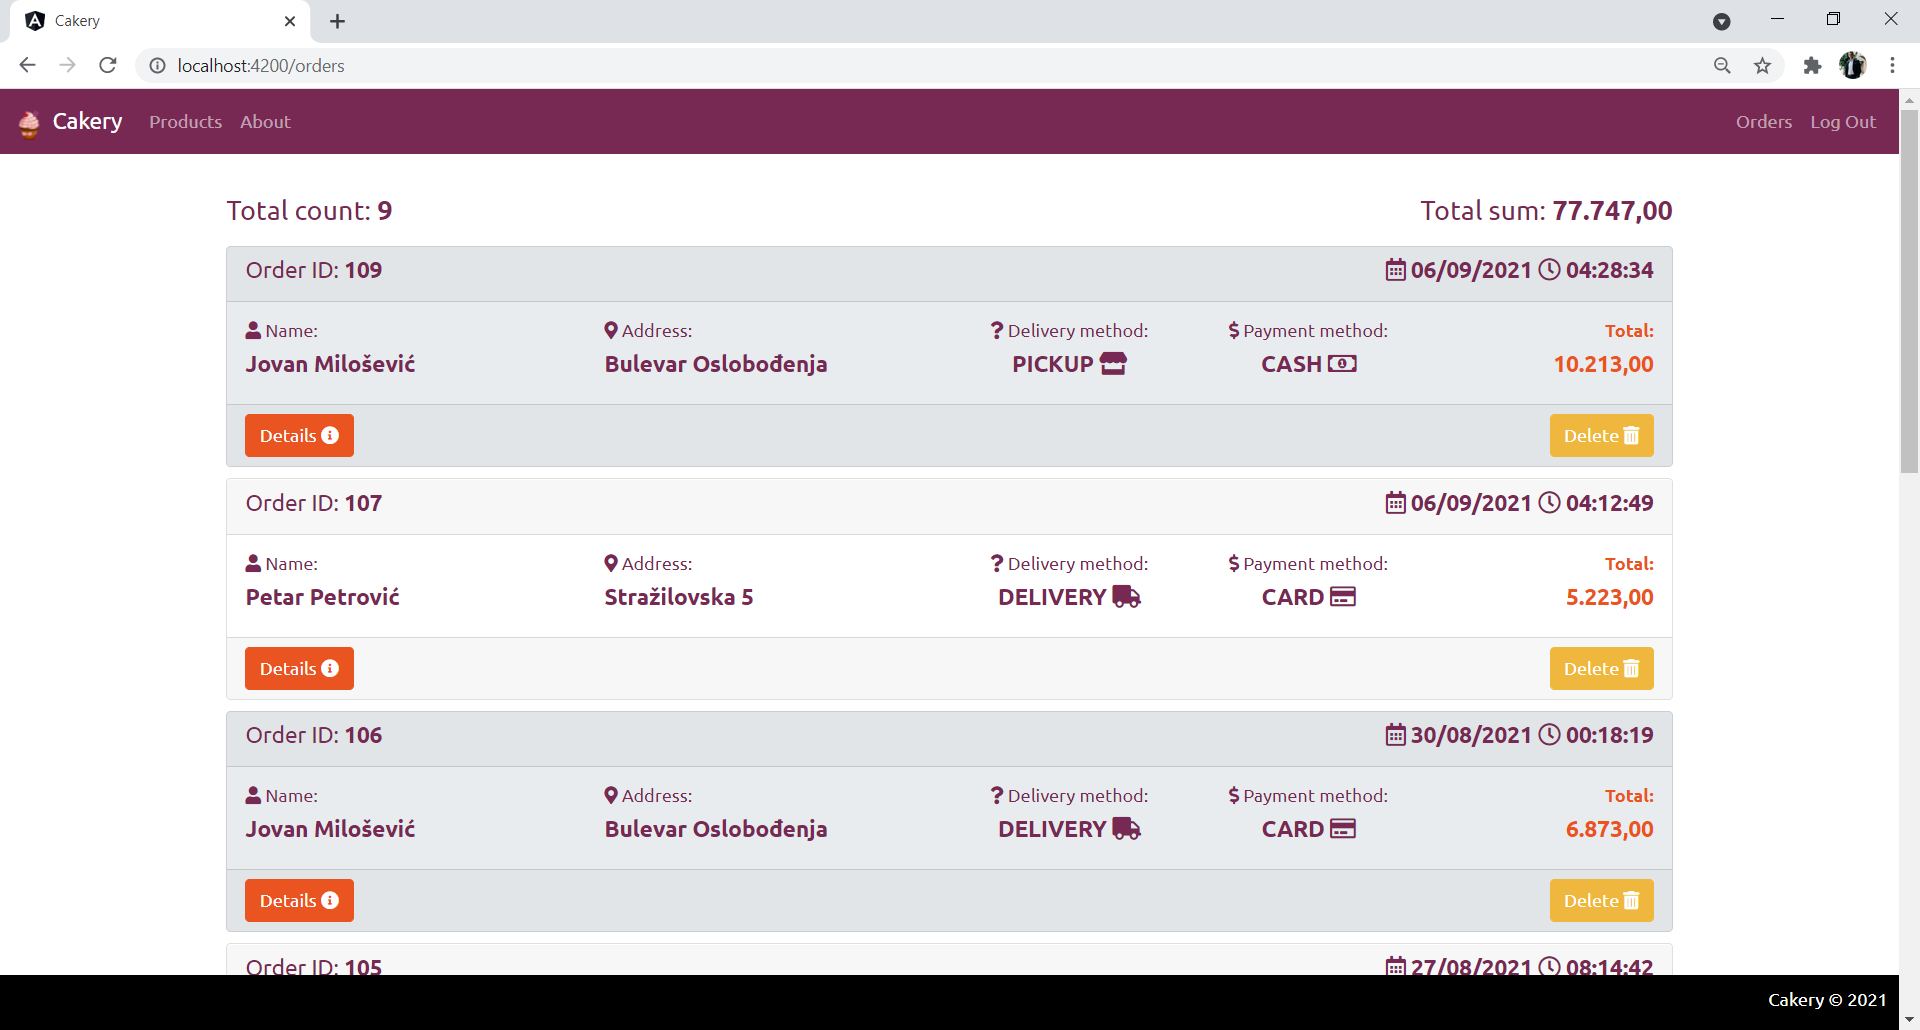 Cakery
localhost:4200/orders
Cakery Products About Orders Log Out
Total count: 9 Total sum: 77.747,00
Order ID: 109 06/09/2021 04:28:34
Name: Address: Delivery method: Payment method: Total:
Jovan Milošević Bulevar Oslobođenja PICKUP CASH 10.213,00
Details Delete
Order ID: 107 06/09/2021 04:12:49
Name: Address: Delivery method: Payment method: Total:
Petar Petrović Stražilovska 5 DELIVERY CARD 5.223,00
Details Delete
Order ID: 106 30/08/2021 00:18:19
Name: Address: Delivery method: Payment method: Total:
Jovan Milošević Bulevar Oslobođenja DELIVERY CARD 6.873,00
Details Delete
Order ID: 105 27/08/2021 08:14:42
Cakery © 2021